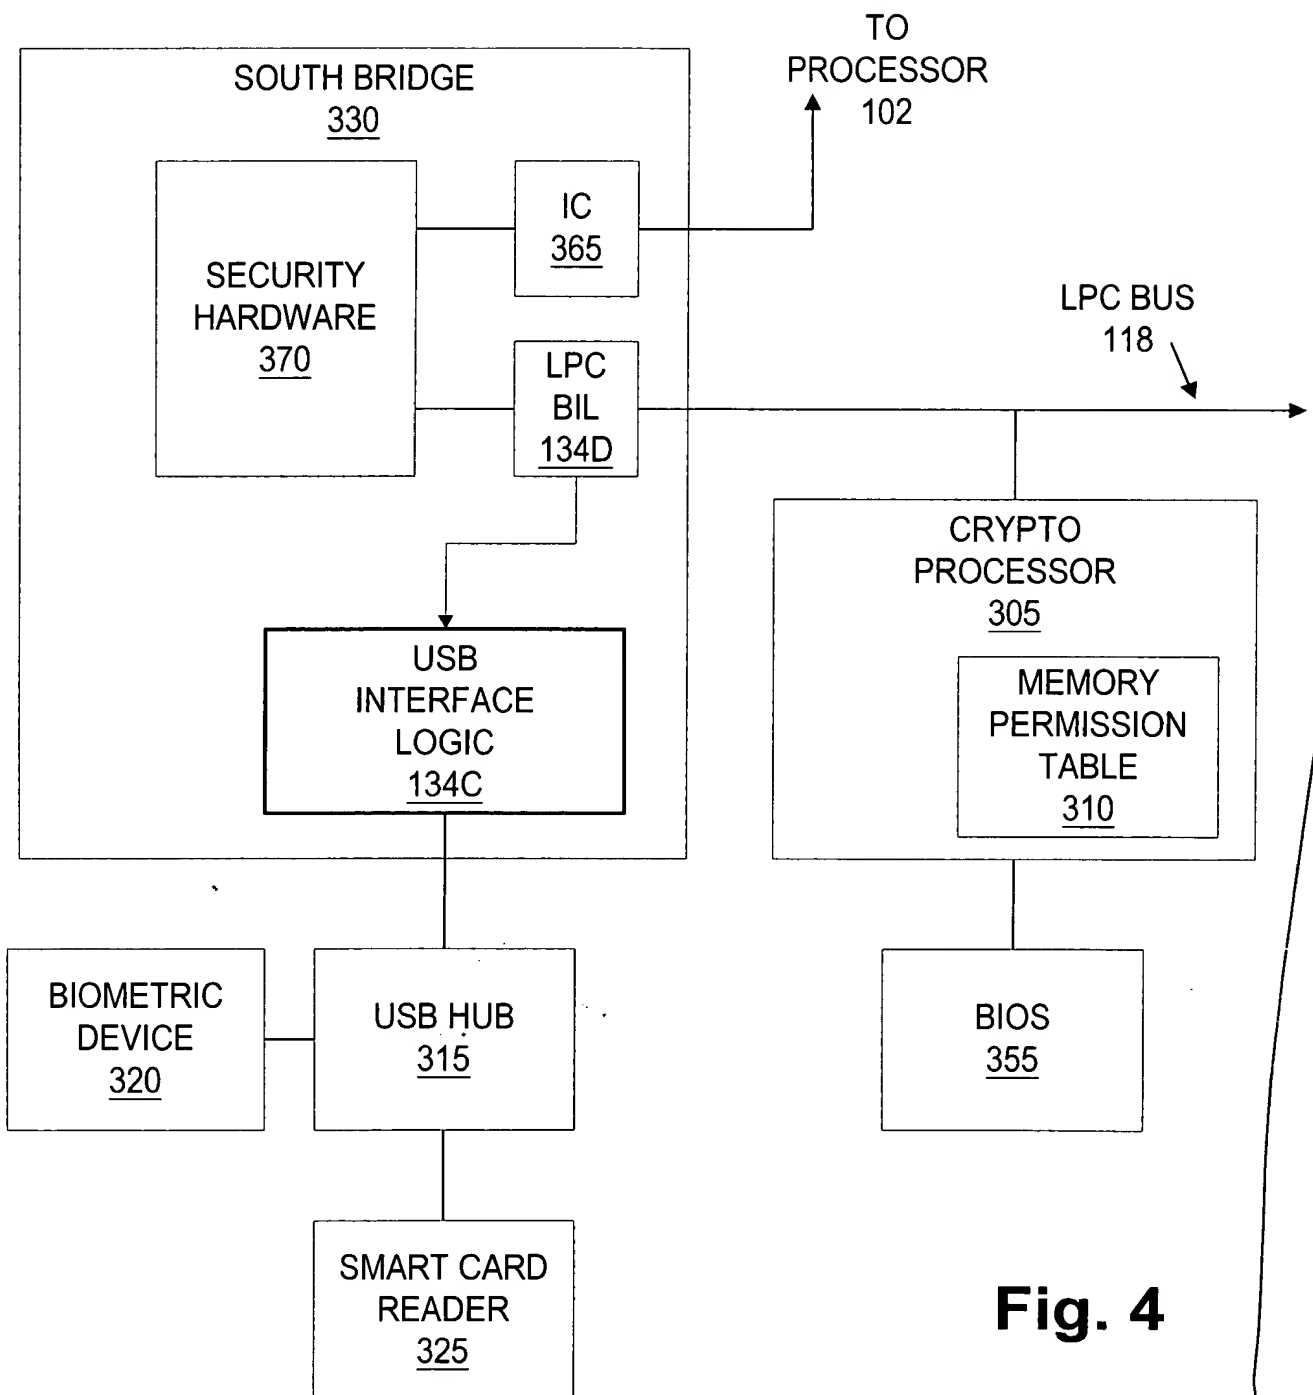 TO
PROCESSOR
102
SOUTH BRIDGE
330
SECURITY
HARDWARE
370
IC
365
LPC
BIL
134D
LPC BUS
118
USB
INTERFACE
LOGIC
134C
CRYPTO
PROCESSOR
305
MEMORY
PERMISSION
TABLE
310
BIOMETRIC
DEVICE
320
USB HUB
315
BIOS
355
SMART CARD
READER
325
Fig. 4